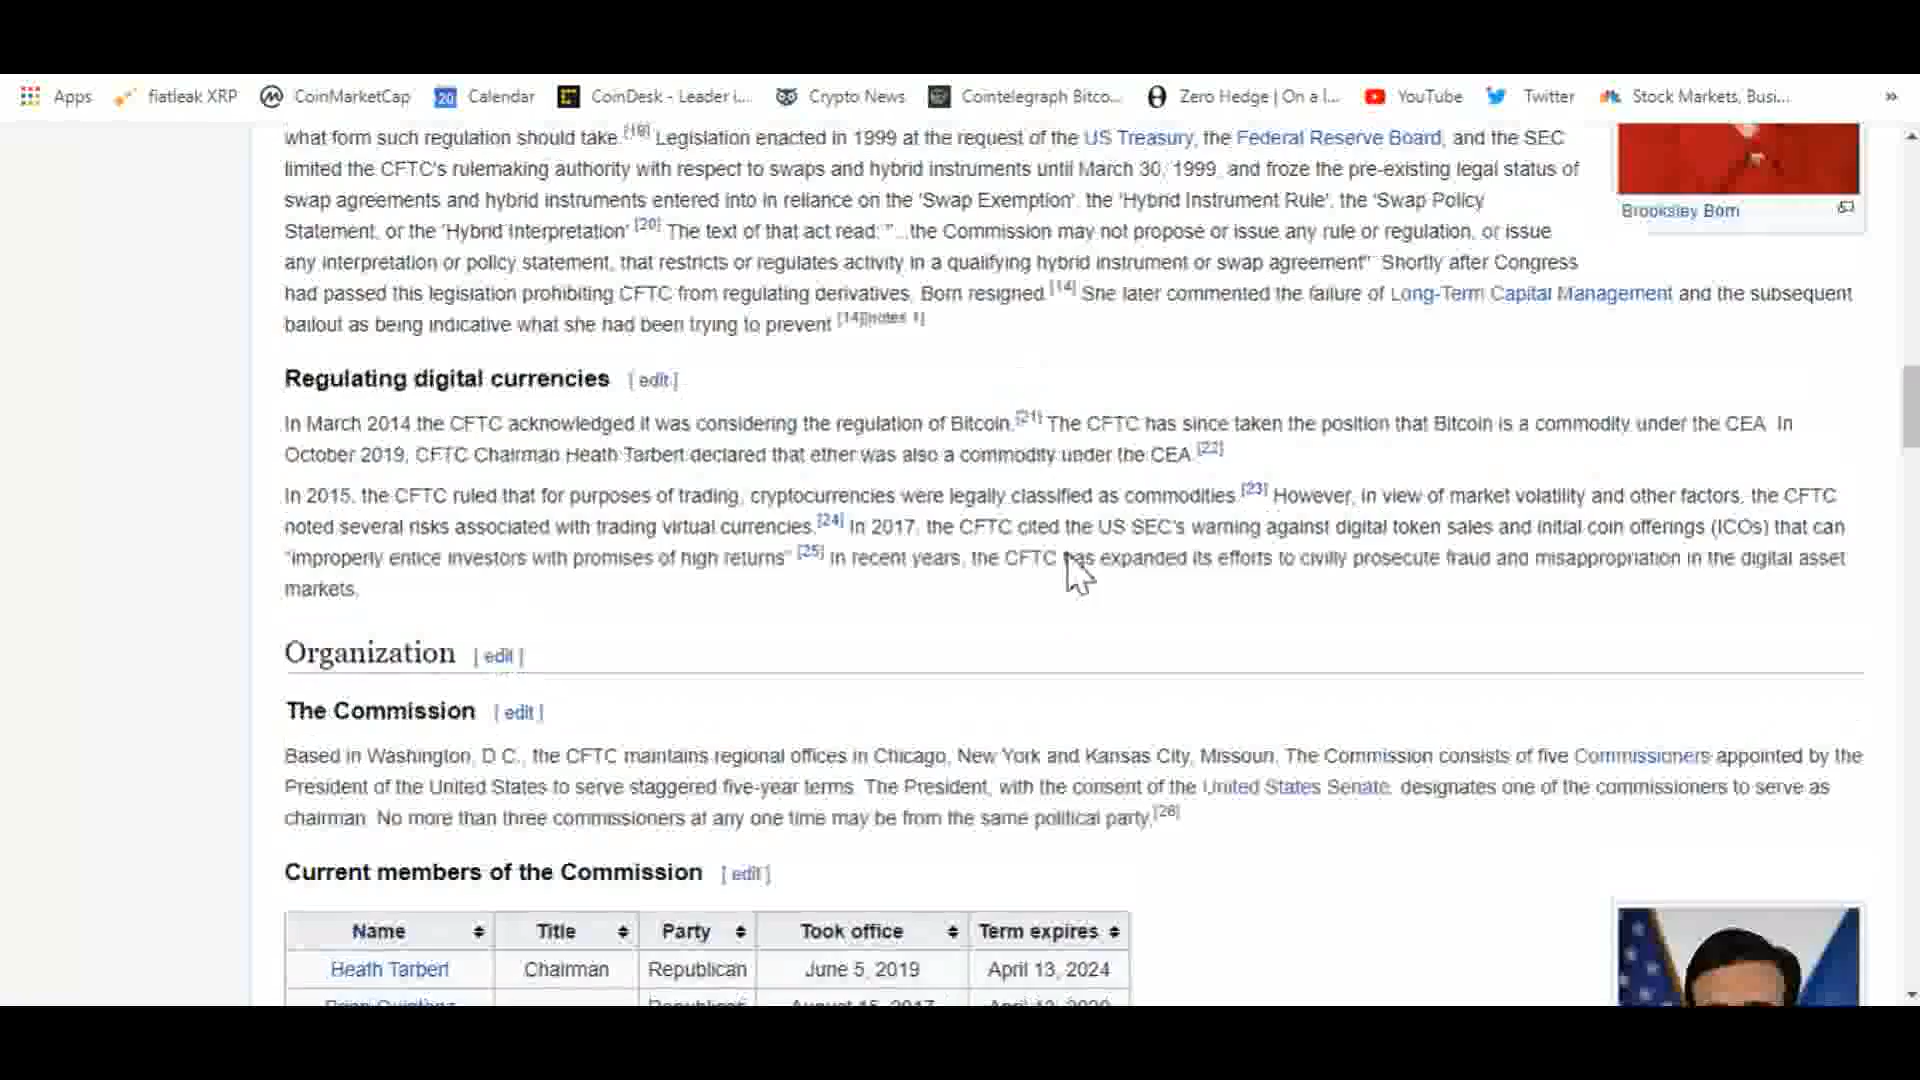 Apps fiatleak XRP CoinMarketCap 20 Calendar CoinDesk - Leader i... Crypto News Cointelegraph Bitco... Zero Hedge | On a l... YouTube Twitter Stock Markets, Busi... »
what form such regulation should take.[19] Legislation enacted in 1999 at the request of the US Treasury, the Federal Reserve Board, and the SEC
limited the CFTC's rulemaking authority with respect to swaps and hybrid instruments until March 30, 1999, and froze the pre-existing legal status of
swap agreements and hybrid instruments entered into in reliance on the 'Swap Exemption', the 'Hybrid Instrument Rule', the 'Swap Policy
Statement, or the 'Hybrid Interpretation' [20] The text of that act read: "...the Commission may not propose or issue any rule or regulation, or issue
any interpretation or policy statement, that restricts or regulates activity in a qualifying hybrid instrument or swap agreement" Shortly after Congress
had passed this legislation prohibiting CFTC from regulating derivatives, Born resigned.[14] She later commented the failure of Long-Term Capital Management and the subsequent
bailout as being indicative what she had been trying to prevent [14][notes 1]
Brooksley Born
Regulating digital currencies [ edit ]
In March 2014 the CFTC acknowledged it was considering the regulation of Bitcoin.[21] The CFTC has since taken the position that Bitcoin is a commodity under the CEA. In
October 2019, CFTC Chairman Heath Tarbert declared that ether was also a commodity under the CEA.[22]
In 2015, the CFTC ruled that for purposes of trading, cryptocurrencies were legally classified as commodities.[23] However, in view of market volatility and other factors, the CFTC
noted several risks associated with trading virtual currencies.[24] In 2017, the CFTC cited the US SEC's warning against digital token sales and initial coin offerings (ICOs) that can
"improperly entice investors with promises of high returns" [25] In recent years, the CFTC has expanded its efforts to civilly prosecute fraud and misappropriation in the digital asset
markets.
Organization [ edit ]
The Commission [ edit ]
Based in Washington, D.C., the CFTC maintains regional offices in Chicago, New York and Kansas City, Missouri. The Commission consists of five Commissioners appointed by the
President of the United States to serve staggered five-year terms. The President, with the consent of the United States Senate, designates one of the commissioners to serve as
chairman. No more than three commissioners at any one time may be from the same political party.[26]
Current members of the Commission [ edit ]
Name Title Party Took office Term expires
Heath Tarbert Chairman Republican June 5, 2019 April 13, 2024
Brian Quintenz Republican August 15, 2017 April 13, 2020